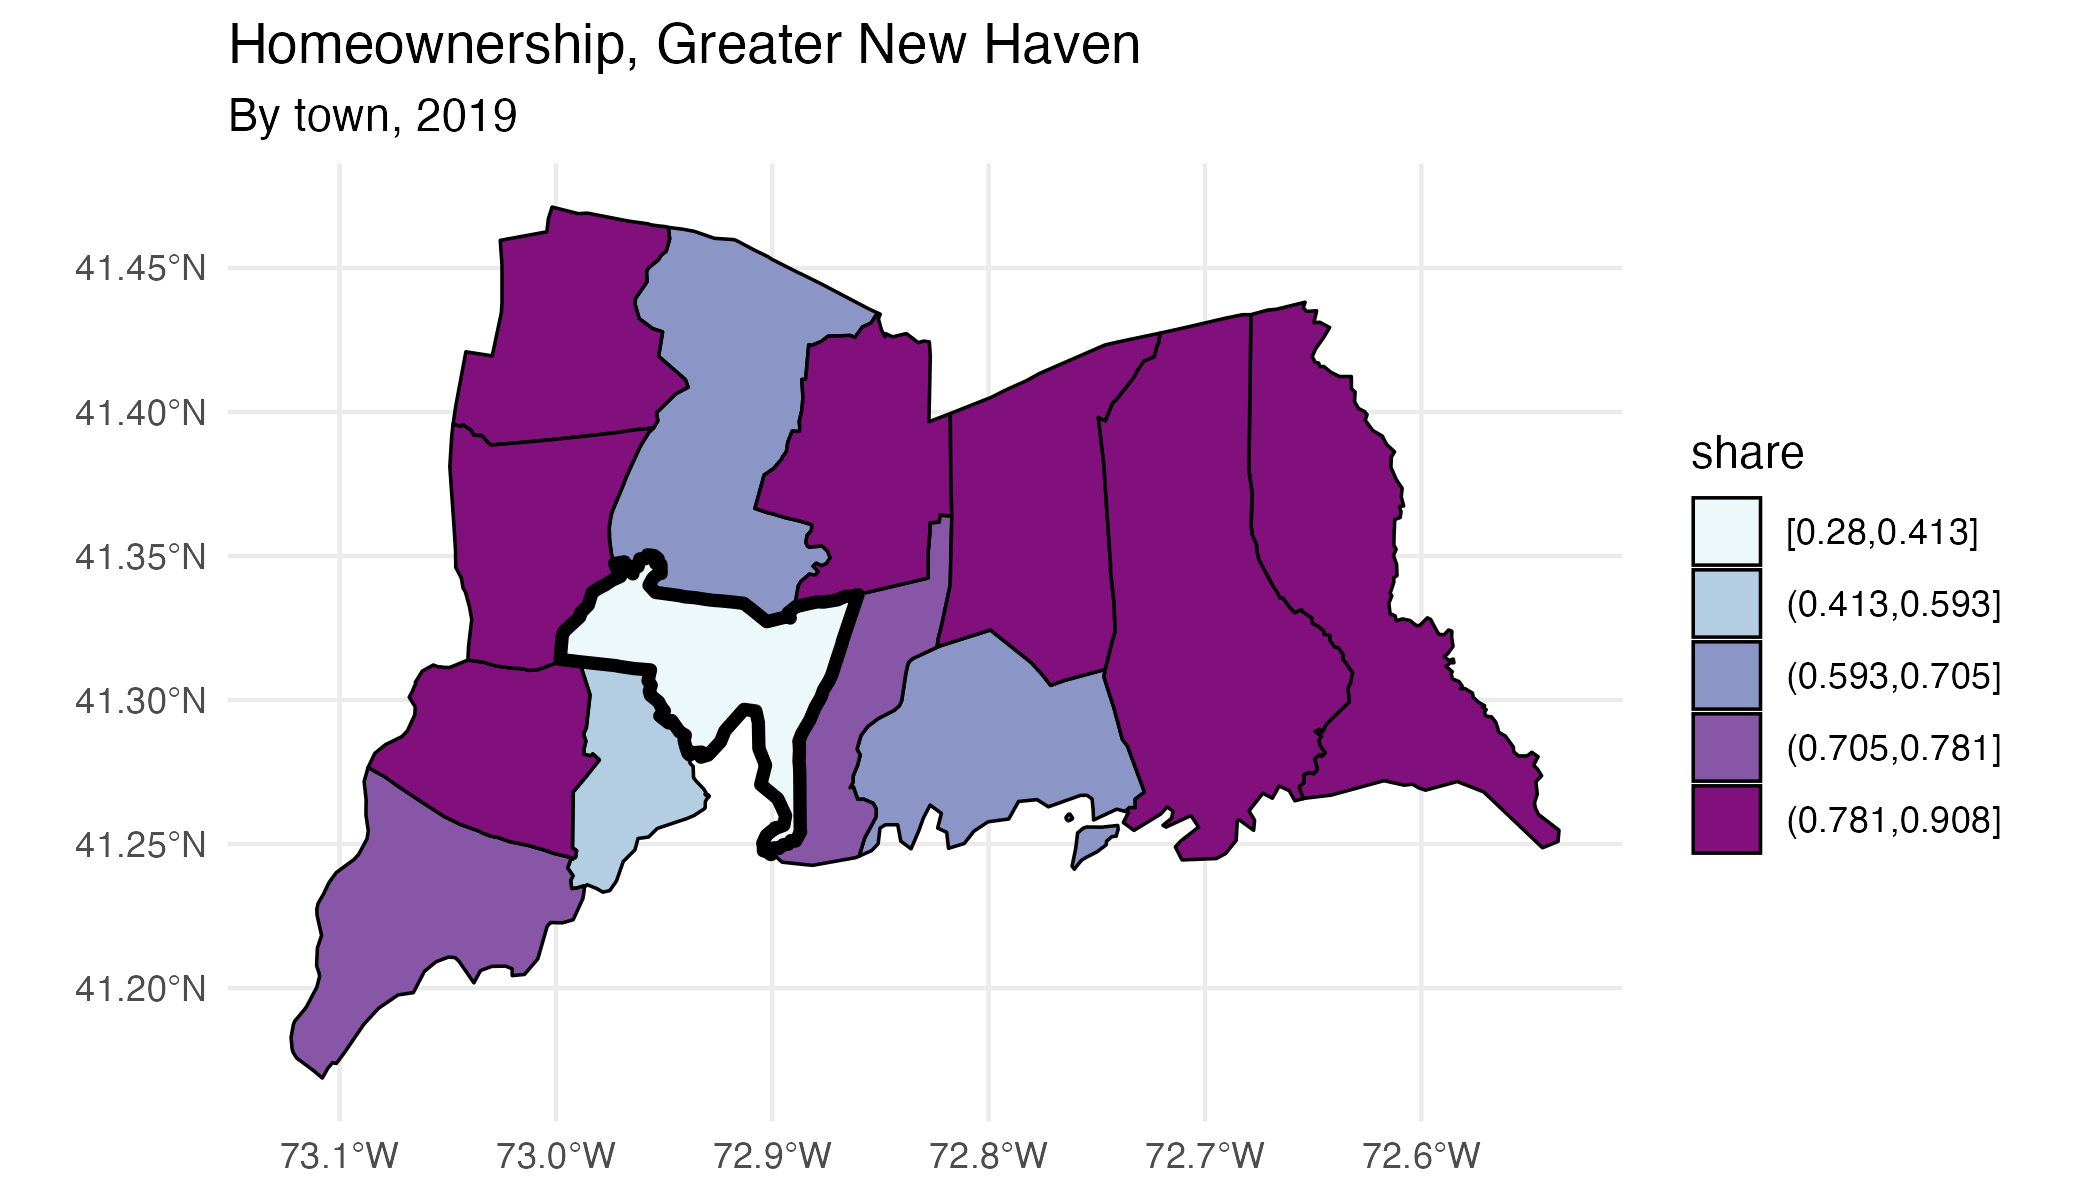 Homeownership, Greater New Haven
By town, 2019
41.45°N
41.40°N
41.35°N
41.30°N
41.25°N
41.20°N
73.1°W
73.0°W
72.9°W
72.8°W
72.7°W
72.6°W
share
[0.28,0.413]
(0.413,0.593]
(0.593,0.705]
(0.705,0.781]
(0.781,0.908]